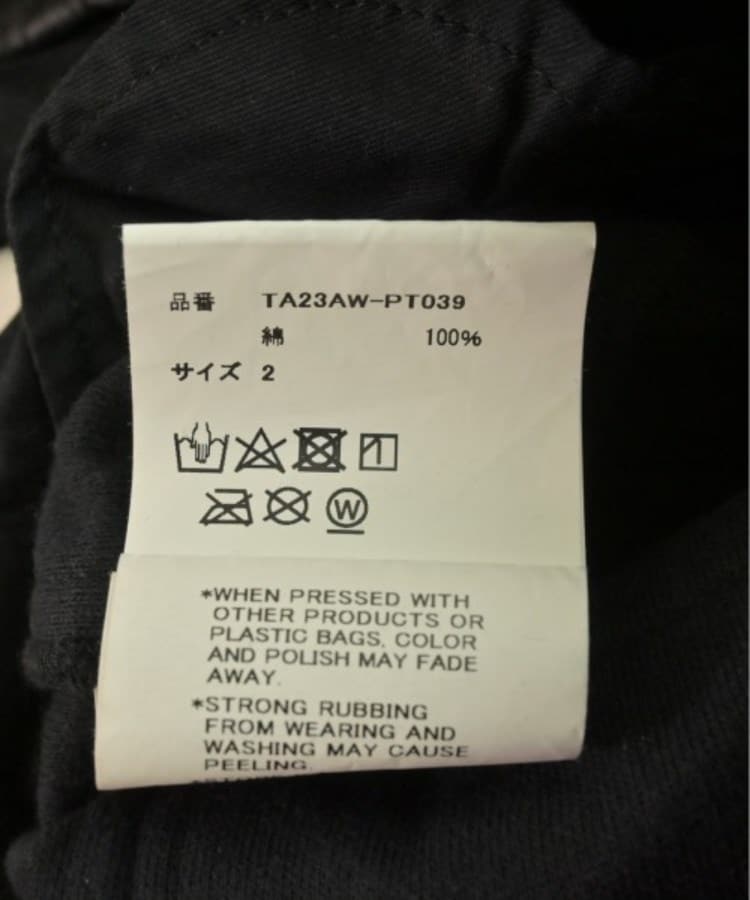 品番 TA23AW-PT039
綿 100%
サイズ 2
W
*WHEN PRESSED WITH
OTHER PRODUCTS OR
PLASTIC BAGS, COLOR
AND POLISH MAY FADE
AWAY.
*STRONG RUBBING
FROM WEARING AND
WASHING MAY CAUSE
PEELING.